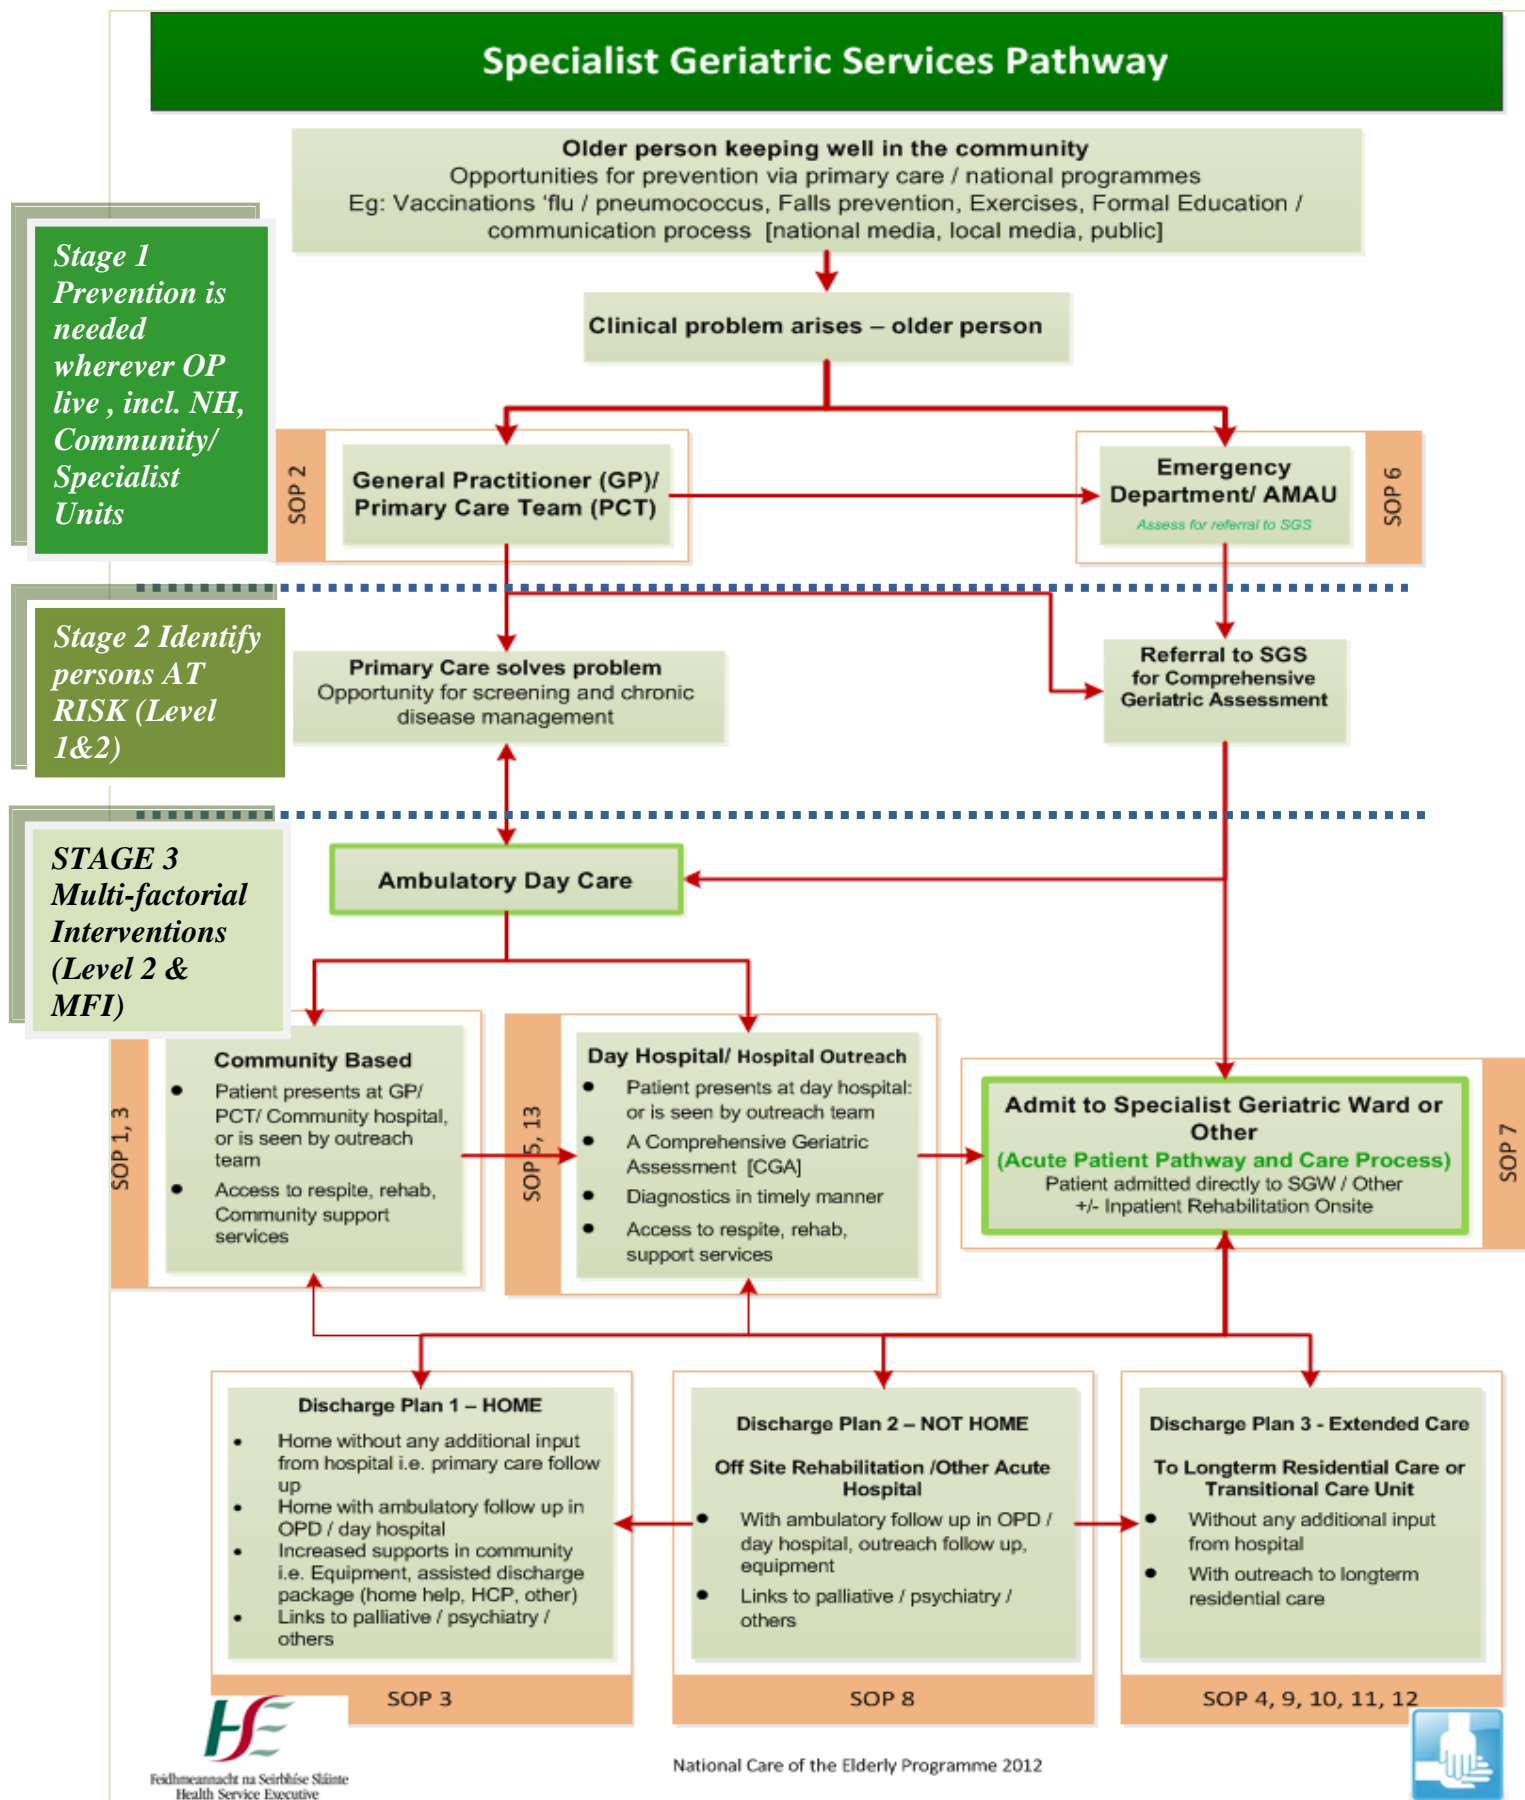 Specialist Geriatric Services Pathway
Older person keeping well in the community
Opportunities for prevention via primary care / national programmes
Eg: Vaccinations 'flu / pneumococcus, Falls prevention, Exercises, Formal Education /
communication process [national media, local media, public]
Stage 1
Prevention is
needed
wherever OP
live , incl. NH,
Community/
Specialist
Units
Clinical problem arises – older person
SOP 2
General Practitioner (GP)/
Primary Care Team (PCT)
Emergency
Department/ AMAU
Assess for referral to SGS
SOP 6
Stage 2 Identify
persons AT
RISK (Level
1&2)
Primary Care solves problem
Opportunity for screening and chronic
disease management
Referral to SGS
for Comprehensive
Geriatric Assessment
STAGE 3
Multi-factorial
Interventions
(Level 2 &
MFI)
Ambulatory Day Care
SOP 1, 3
Community Based
• Patient presents at GP/
PCT/ Community hospital,
or is seen by outreach
team
• Access to respite, rehab,
Community support
services
SOP 5, 13
Day Hospital/ Hospital Outreach
• Patient presents at day hospital:
or is seen by outreach team
• A Comprehensive Geriatric
Assessment [CGA]
• Diagnostics in timely manner
• Access to respite, rehab,
support services
Admit to Specialist Geriatric Ward or
Other
(Acute Patient Pathway and Care Process)
Patient admitted directly to SGW / Other
+/- Inpatient Rehabilitation Onsite
SOP 7
Discharge Plan 1 – HOME
• Home without any additional input
from hospital i.e. primary care follow
up
• Home with ambulatory follow up in
OPD / day hospital
• Increased supports in community
i.e. Equipment, assisted discharge
package (home help, HCP, other)
• Links to palliative / psychiatry /
others
SOP 3
Discharge Plan 2 – NOT HOME
Off Site Rehabilitation /Other Acute
Hospital
• With ambulatory follow up in OPD /
day hospital, outreach follow up,
equipment
• Links to palliative / psychiatry /
others
SOP 8
Discharge Plan 3 - Extended Care
To Longterm Residential Care or
Transitional Care Unit
• Without any additional input
from hospital
• With outreach to longterm
residential care
SOP 4, 9, 10, 11, 12
HSE
Feidhmeannacht na Seirbhíse Sláinte
Health Service Executive
National Care of the Elderly Programme 2012